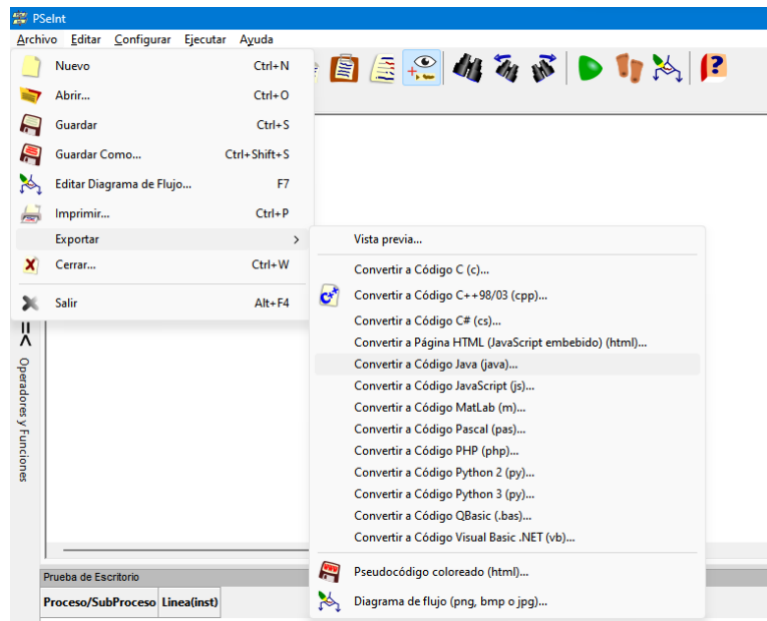 PSeInt
Archivo Editar Configurar Ejecutar Ayuda
Nuevo Ctrl+N
Abrir... Ctrl+O
Guardar Ctrl+S
Guardar Como... Ctrl+Shift+S
Editar Diagrama de Flujo... F7
Imprimir... Ctrl+P
Exportar >
Cerrar... Ctrl+W
Salir Alt+F4
Vista previa...
Convertir a Código C (c)...
Convertir a Código C++98/03 (cpp)...
Convertir a Código C# (cs)...
Convertir a Página HTML (JavaScript embebido) (html)...
Convertir a Código Java (java)...
Convertir a Código JavaScript (js)...
Convertir a Código MatLab (m)...
Convertir a Código Pascal (pas)...
Convertir a Código PHP (php)...
Convertir a Código Python 2 (py)...
Convertir a Código Python 3 (py)...
Convertir a Código QBasic (.bas)...
Convertir a Código Visual Basic .NET (vb)...
Pseudocódigo coloreado (html)...
Diagrama de flujo (png, bmp o jpg)...
Operadores y Funciones
Prueba de Escritorio
Proceso/SubProceso Linea(inst)